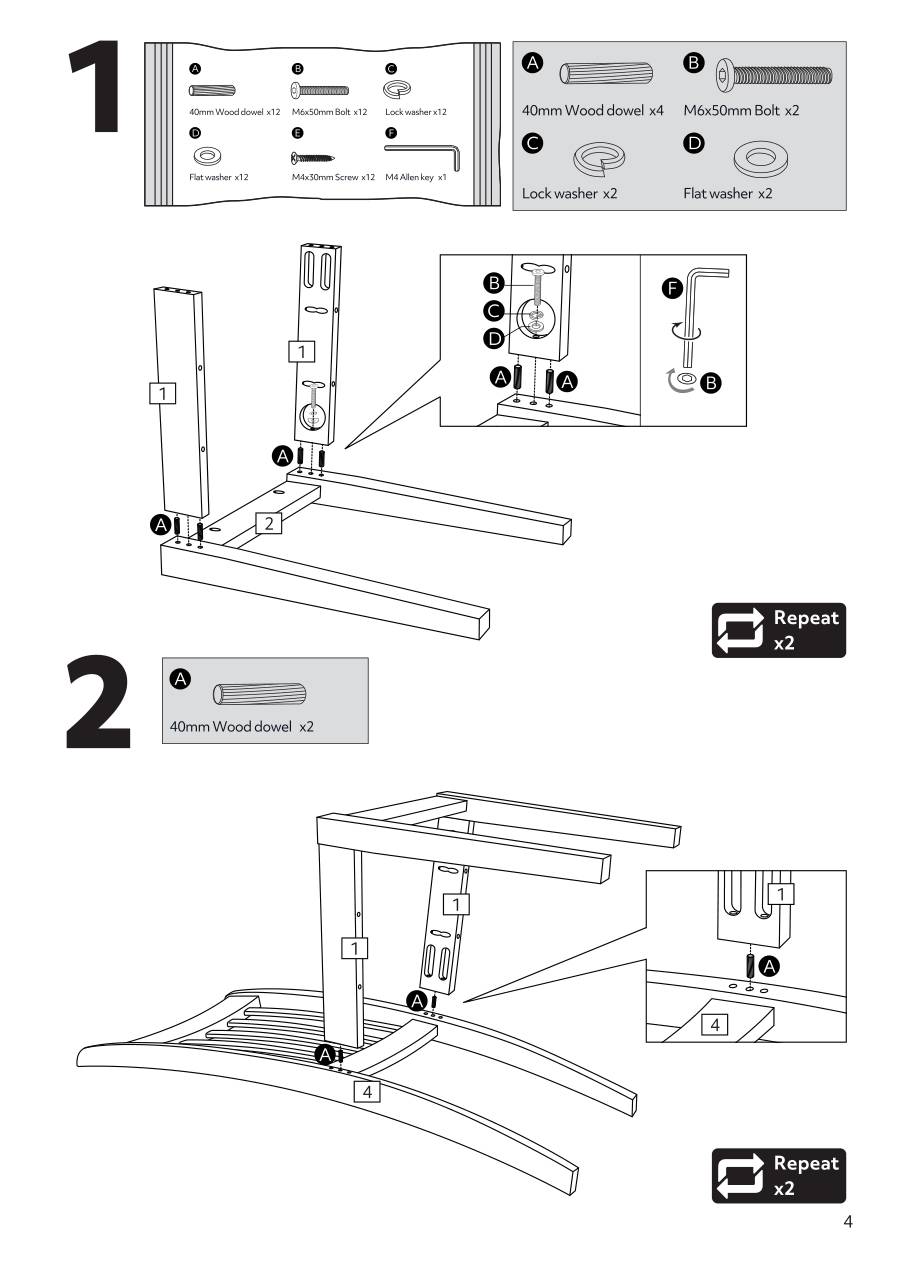 1
A
B
C
40mm Wood dowel x12
M6x50mm Bolt x12
Lock washer x12
D
E
F
Flat washer x12
M4x30mm Screw x12
M4 Allen key x1
A
B
40mm Wood dowel x4
M6x50mm Bolt x2
C
D
Lock washer x2
Flat washer x2
1
1
A
A
2
B
C
D
A
A
F
B
Repeat
x2
2
A
40mm Wood dowel x2
1
1
A
A
4
1
A
4
Repeat
x2
4